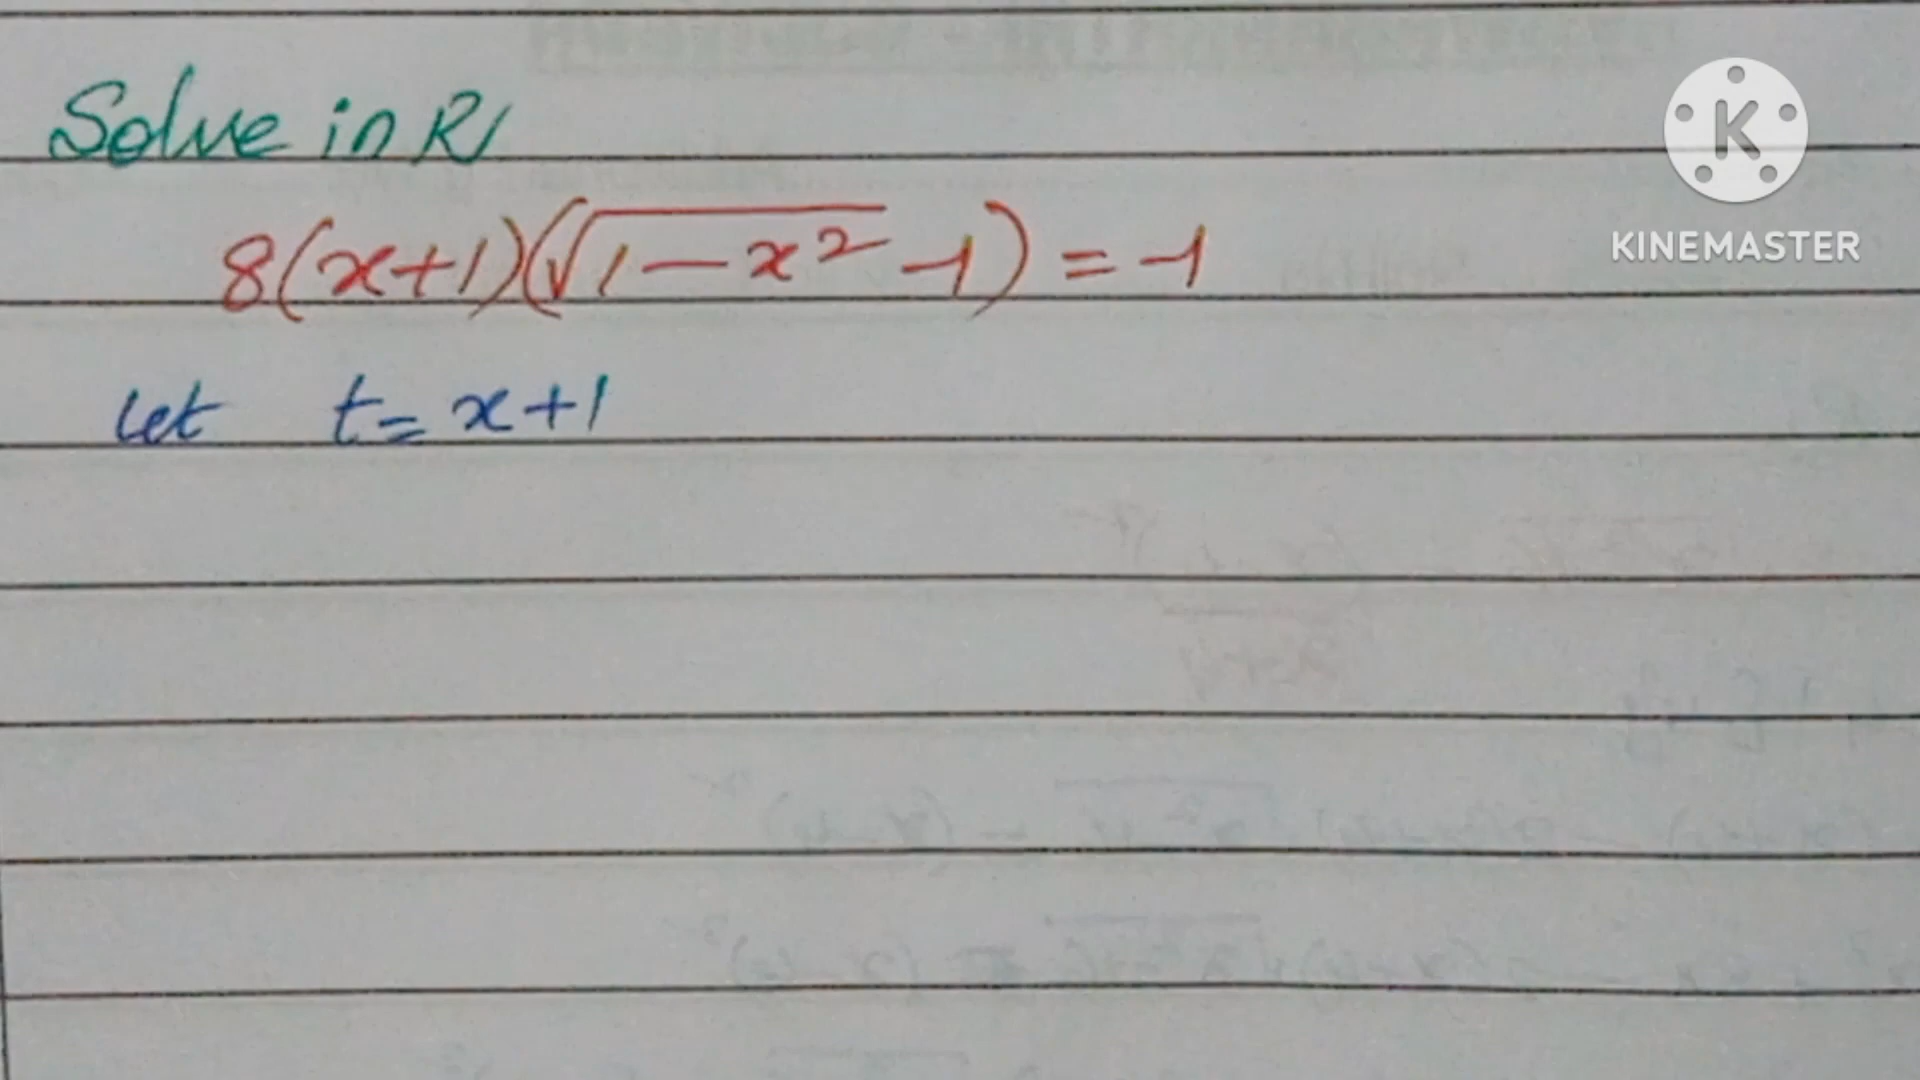 Solve in R
8(x+1)(√1-x² -1) = -1
let t= x+1
K
KINEMASTER